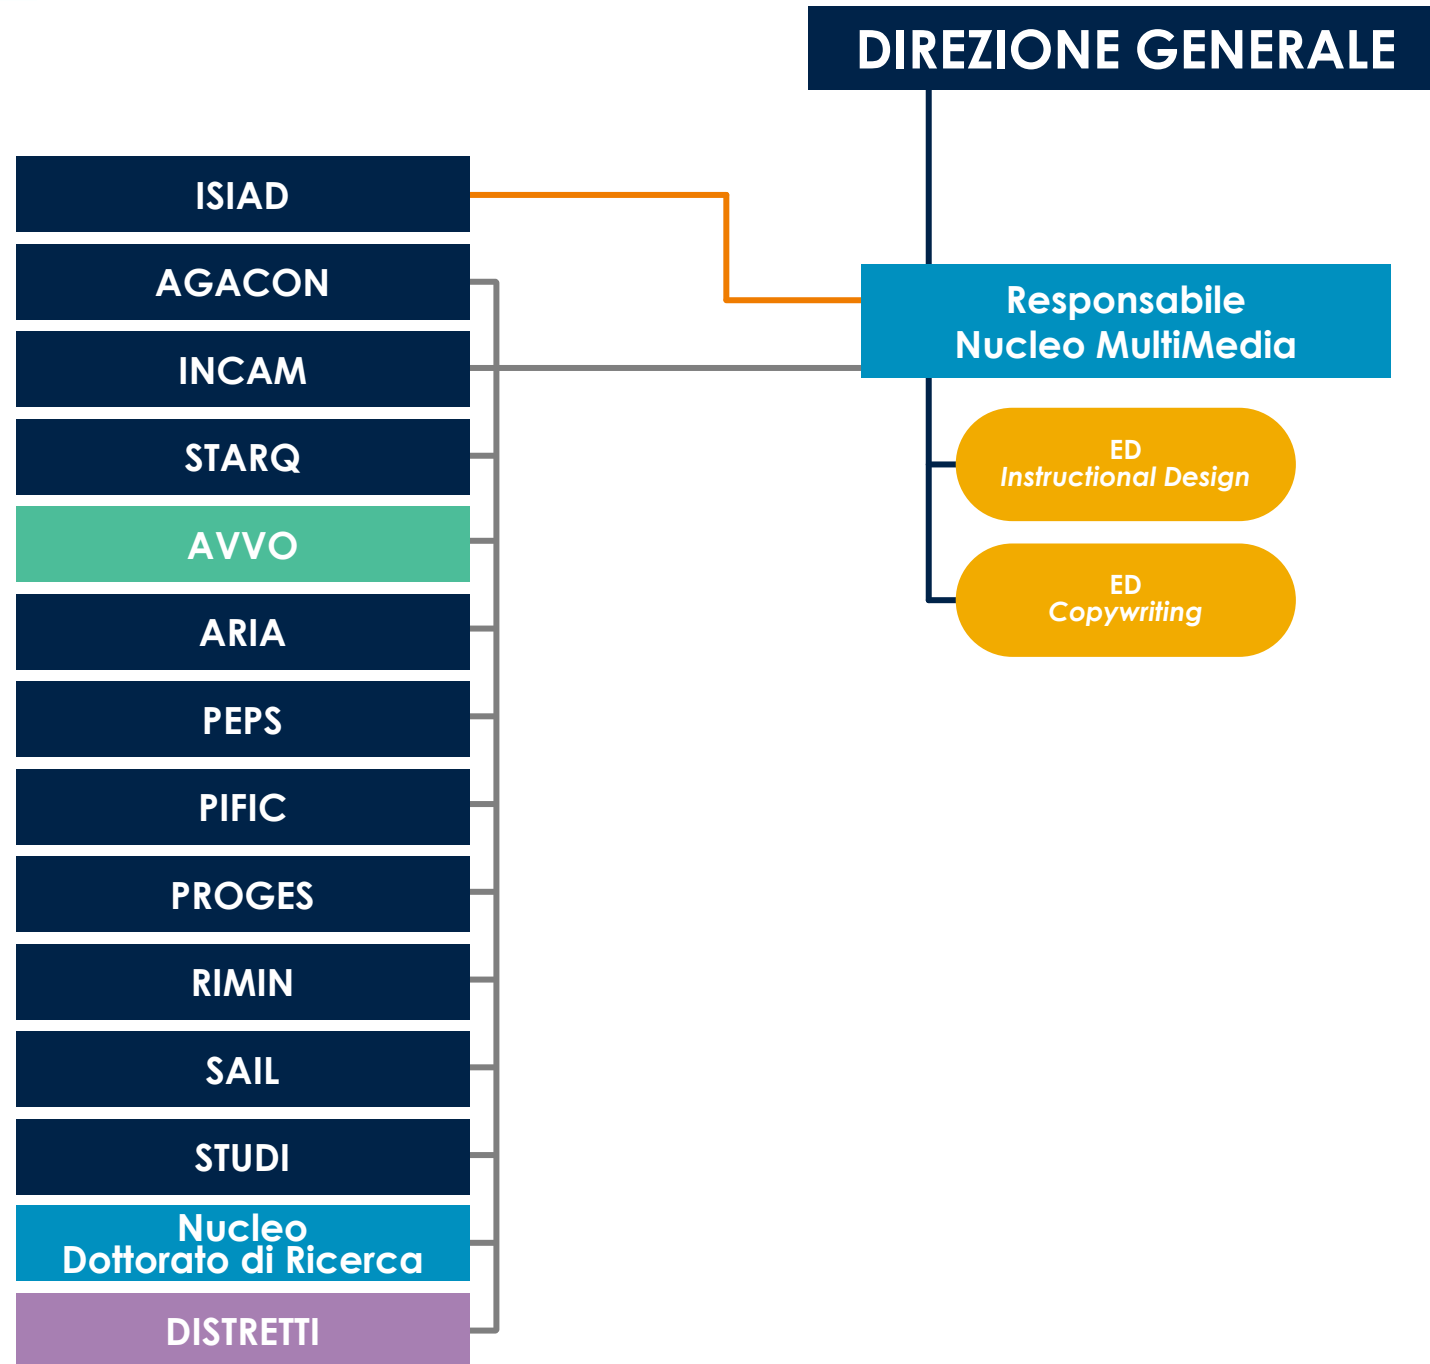 DIREZIONE GENERALE
ISIAD
AGACON
INCAM
STARQ
AVVO
ARIA
PEPS
PIFIC
PROGES
RIMIN
SAIL
STUDI
Nucleo
Dottorato di Ricerca
DISTRETTI
Responsabile
Nucleo MultiMedia
ED
Instructional Design
ED
Copywriting